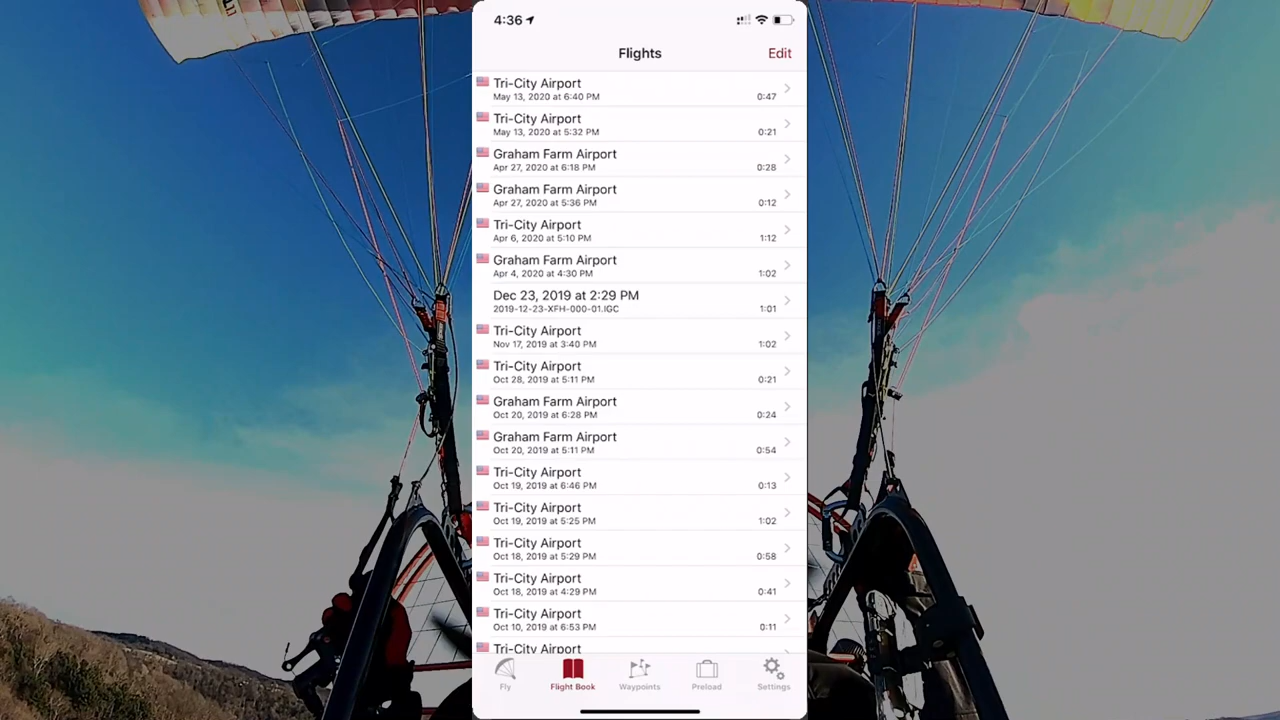 4:36
Flights
Edit
Tri-City Airport
May 13, 2020 at 6:40 PM
0:47
Tri-City Airport
May 13, 2020 at 5:32 PM
0:21
Graham Farm Airport
Apr 27, 2020 at 6:18 PM
0:28
Graham Farm Airport
Apr 27, 2020 at 5:36 PM
0:12
Tri-City Airport
Apr 6, 2020 at 5:10 PM
1:12
Graham Farm Airport
Apr 4, 2020 at 4:30 PM
1:02
Dec 23, 2019 at 2:29 PM
2019-12-23-XFH-000-01.IGC
1:01
Tri-City Airport
Nov 17, 2019 at 3:40 PM
1:02
Tri-City Airport
Oct 28, 2019 at 5:11 PM
0:21
Graham Farm Airport
Oct 20, 2019 at 6:28 PM
0:24
Graham Farm Airport
Oct 20, 2019 at 5:11 PM
0:54
Tri-City Airport
Oct 19, 2019 at 6:46 PM
0:13
Tri-City Airport
Oct 19, 2019 at 5:25 PM
1:02
Tri-City Airport
Oct 18, 2019 at 5:29 PM
0:58
Tri-City Airport
Oct 18, 2019 at 4:29 PM
0:41
Tri-City Airport
Oct 10, 2019 at 6:53 PM
0:11
Tri-City Airport
Fly
Flight Book
Waypoints
Preload
Settings